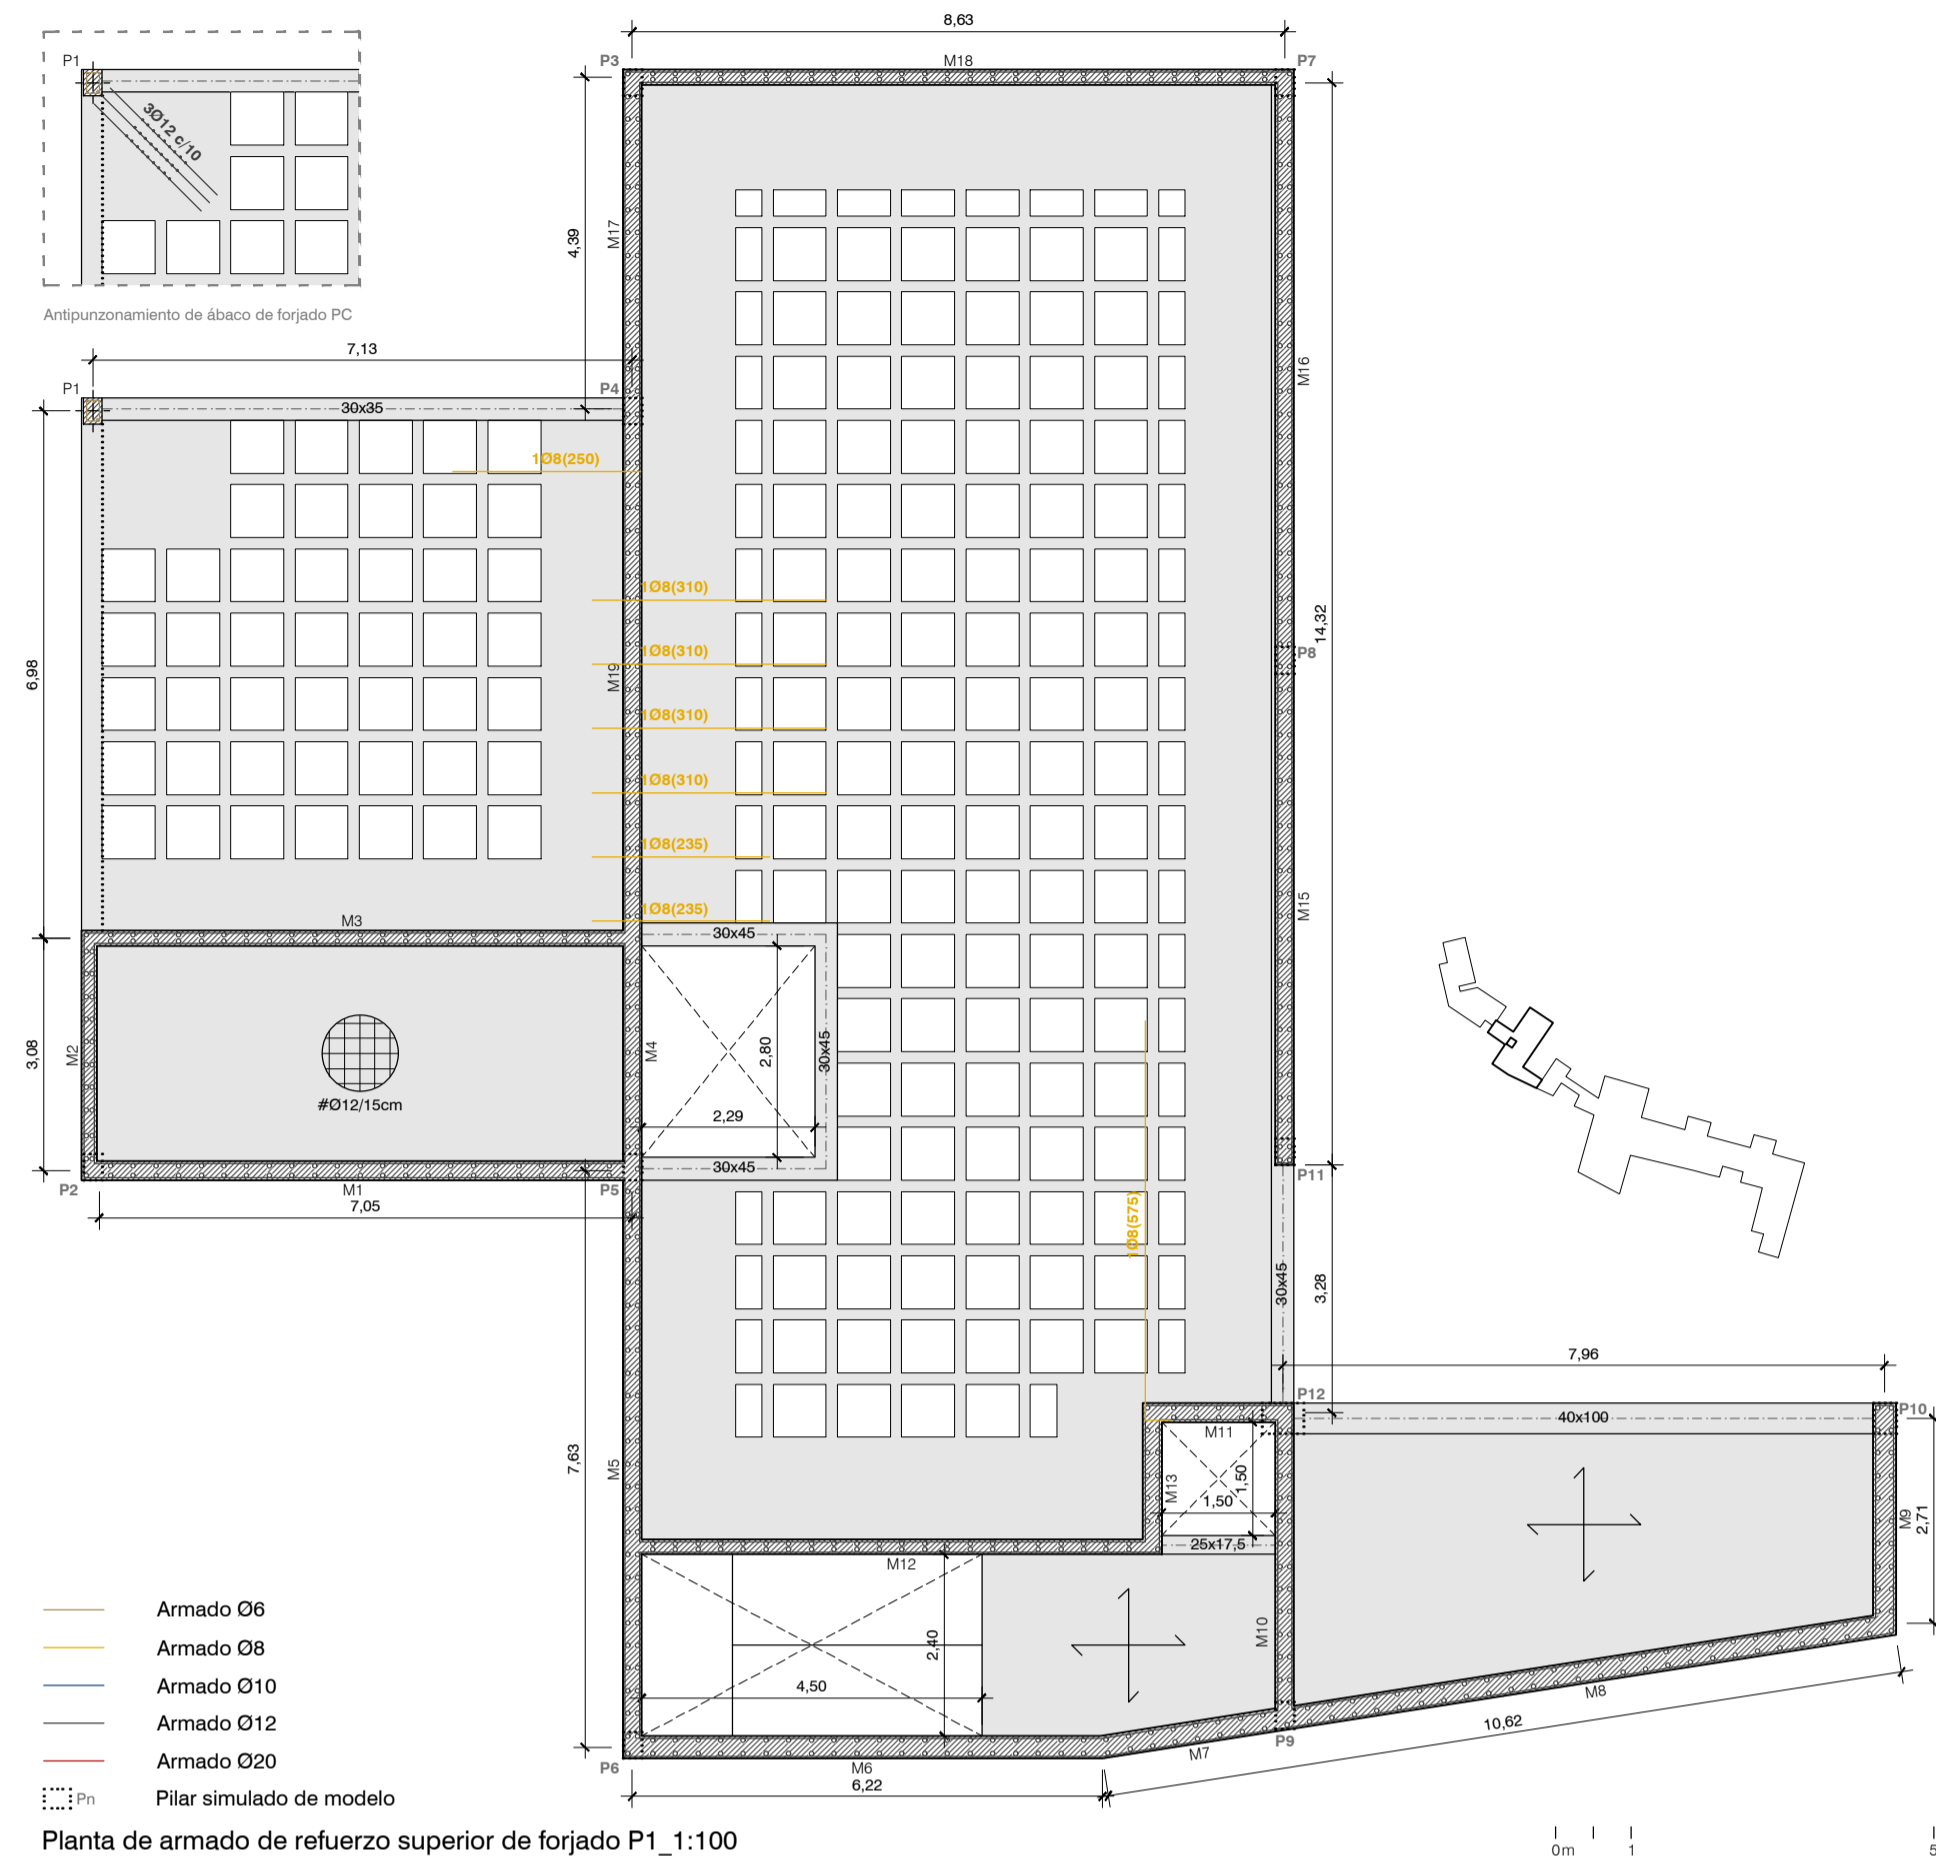 8,63
P3
M18
P7
P1
3Ø12 c/10
M17
4,39
Antipunzonamiento de ábaco de forjado PC
7,13
M16
P1
P4
30x35
1Ø8(250)
1Ø8(310)
14,32
1Ø8(310)
P8
6,98
M19
1Ø8(310)
1Ø8(310)
1Ø8(235)
M15
1Ø8(235)
M3
30x45
3,08
M2
M4
2,80
30x45
#Ø12/15cm
2,29
30x45
P2
M1
P5
P11
7,05
1Ø8(575)
30x45
3,28
7,96
P12
P10
40x100
7,63
M5
M11
M13
1,50
1,50
M9
2,71
25x17,5
M12
Armado Ø6
M10
2,40
Armado Ø8
4,50
Armado Ø10
M8
Armado Ø12
10,62
P9
M7
Armado Ø20
P6
M6
6,22
Pn
Pilar simulado de modelo
Planta de armado de refuerzo superior de forjado P1_1:100
0m 1 5